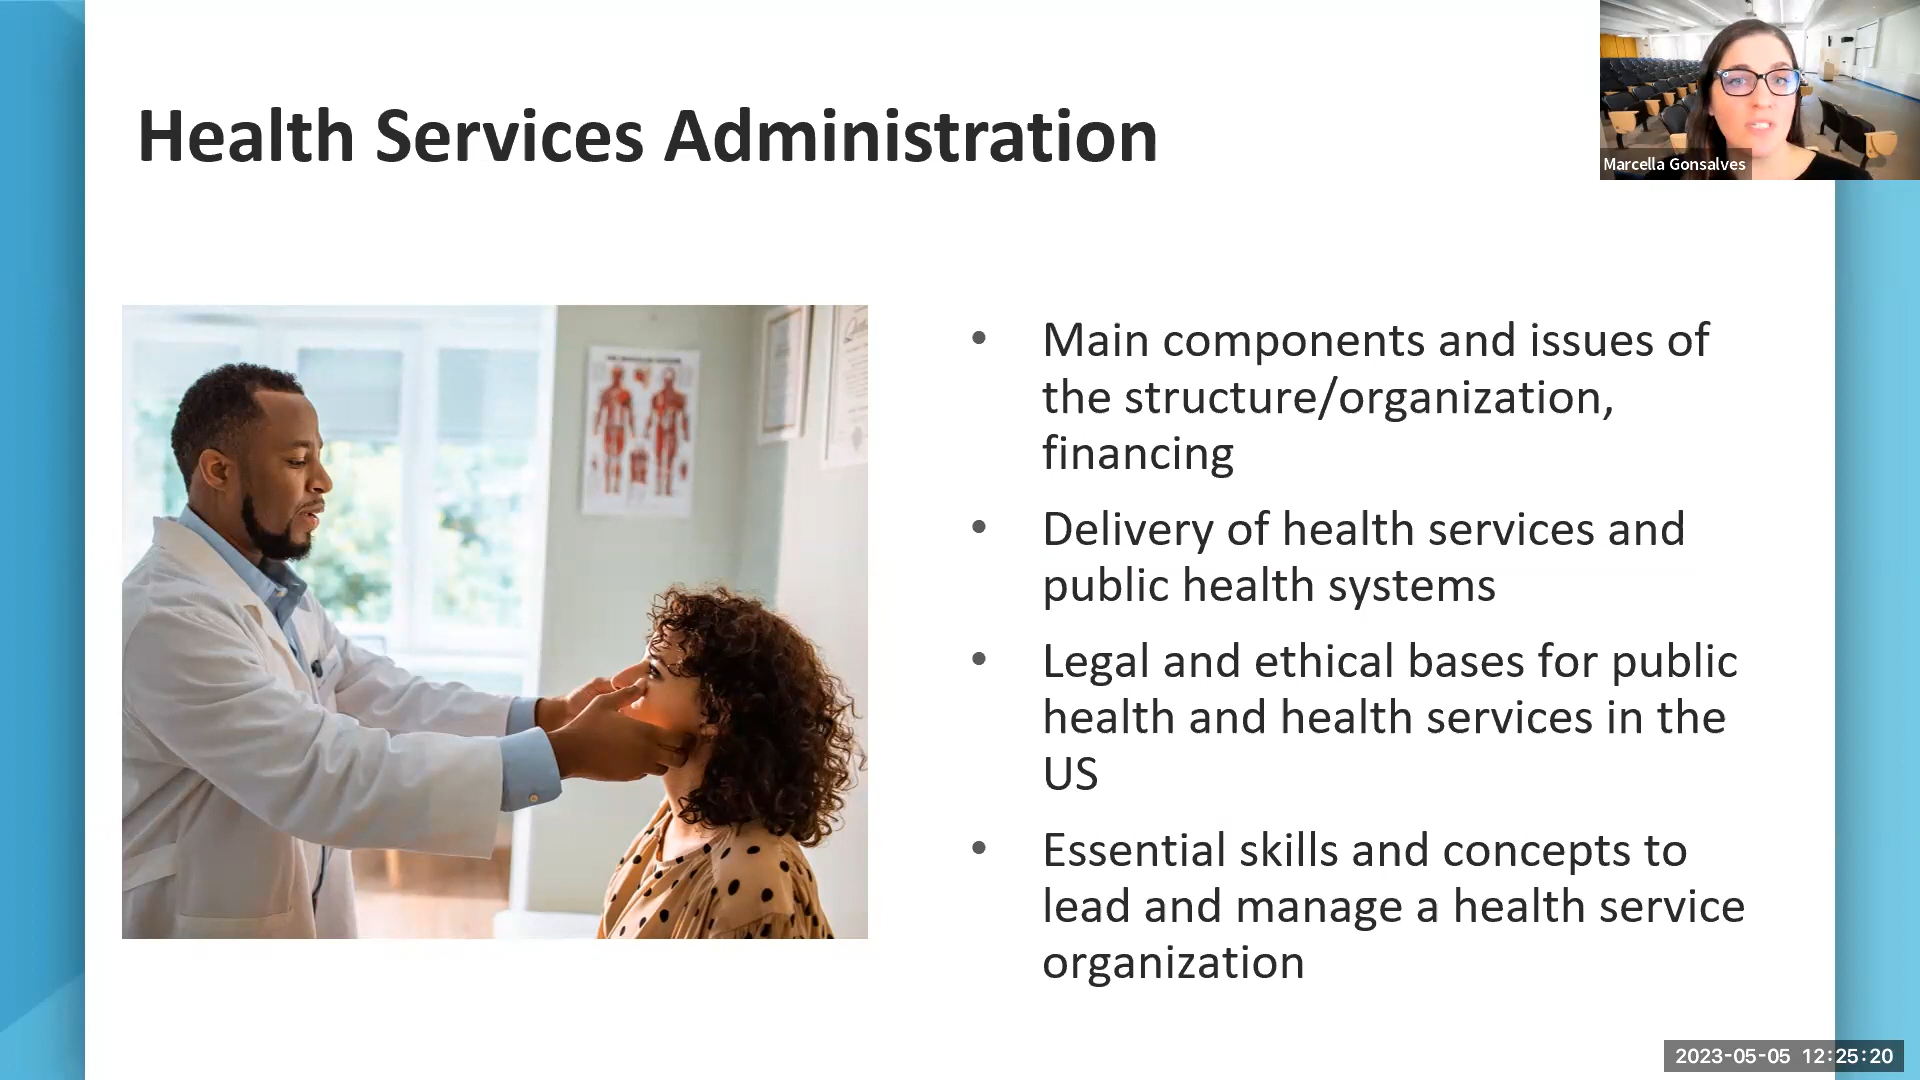 Health Services Administration
Marcella Gonsalves
• Main components and issues of
the structure/organization,
financing
• Delivery of health services and
public health systems
• Legal and ethical bases for public
health and health services in the
US
• Essential skills and concepts to
lead and manage a health service
organization
2023-05-05 12:25:20